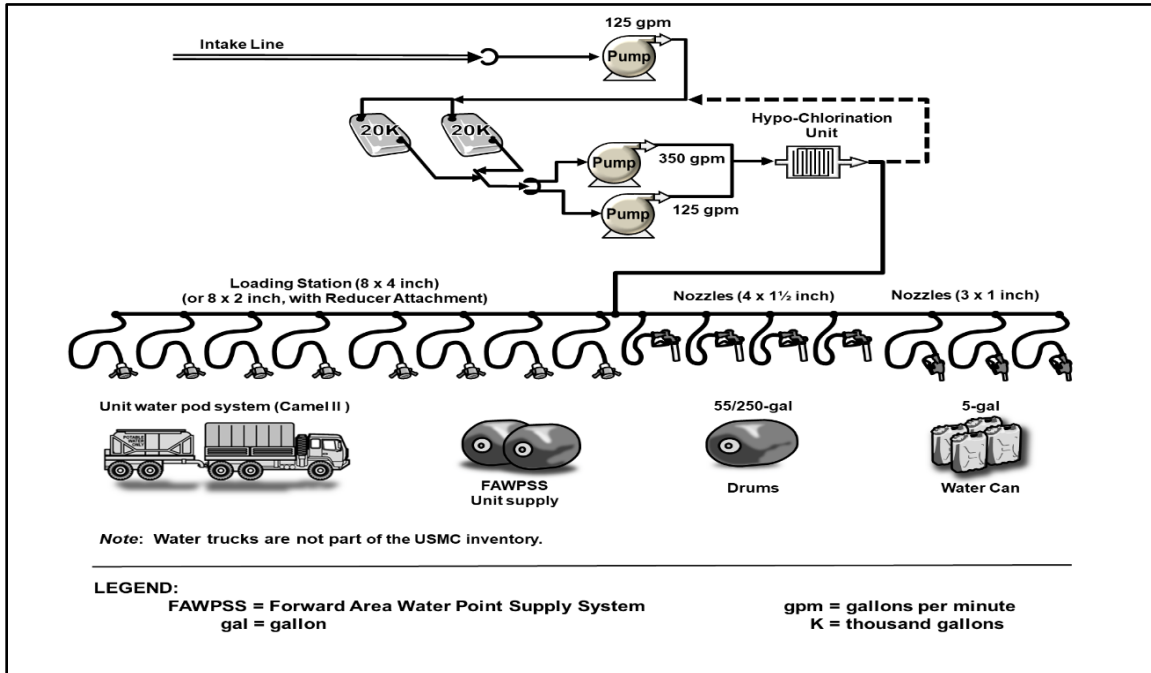 125 gpm
Intake Line
Pump
Hypo-Chlorination
Unit
20K
20K
Pump
350 gpm
Pump
125 gpm
Loading Station (8 x 4 inch)
(or 8 x 2 inch, with Reducer Attachment)
Nozzles (4 x 1½ inch)
Nozzles (3 x 1 inch)
Unit water pod system (Camel II )
55/250-gal
5-gal
POTABLE
WATER
ONLY
FAWPSS
Unit supply
Drums
Water Can
Note: Water trucks are not part of the USMC inventory.
LEGEND:
FAWPSS = Forward Area Water Point Supply System
gpm = gallons per minute
gal = gallon
K = thousand gallons